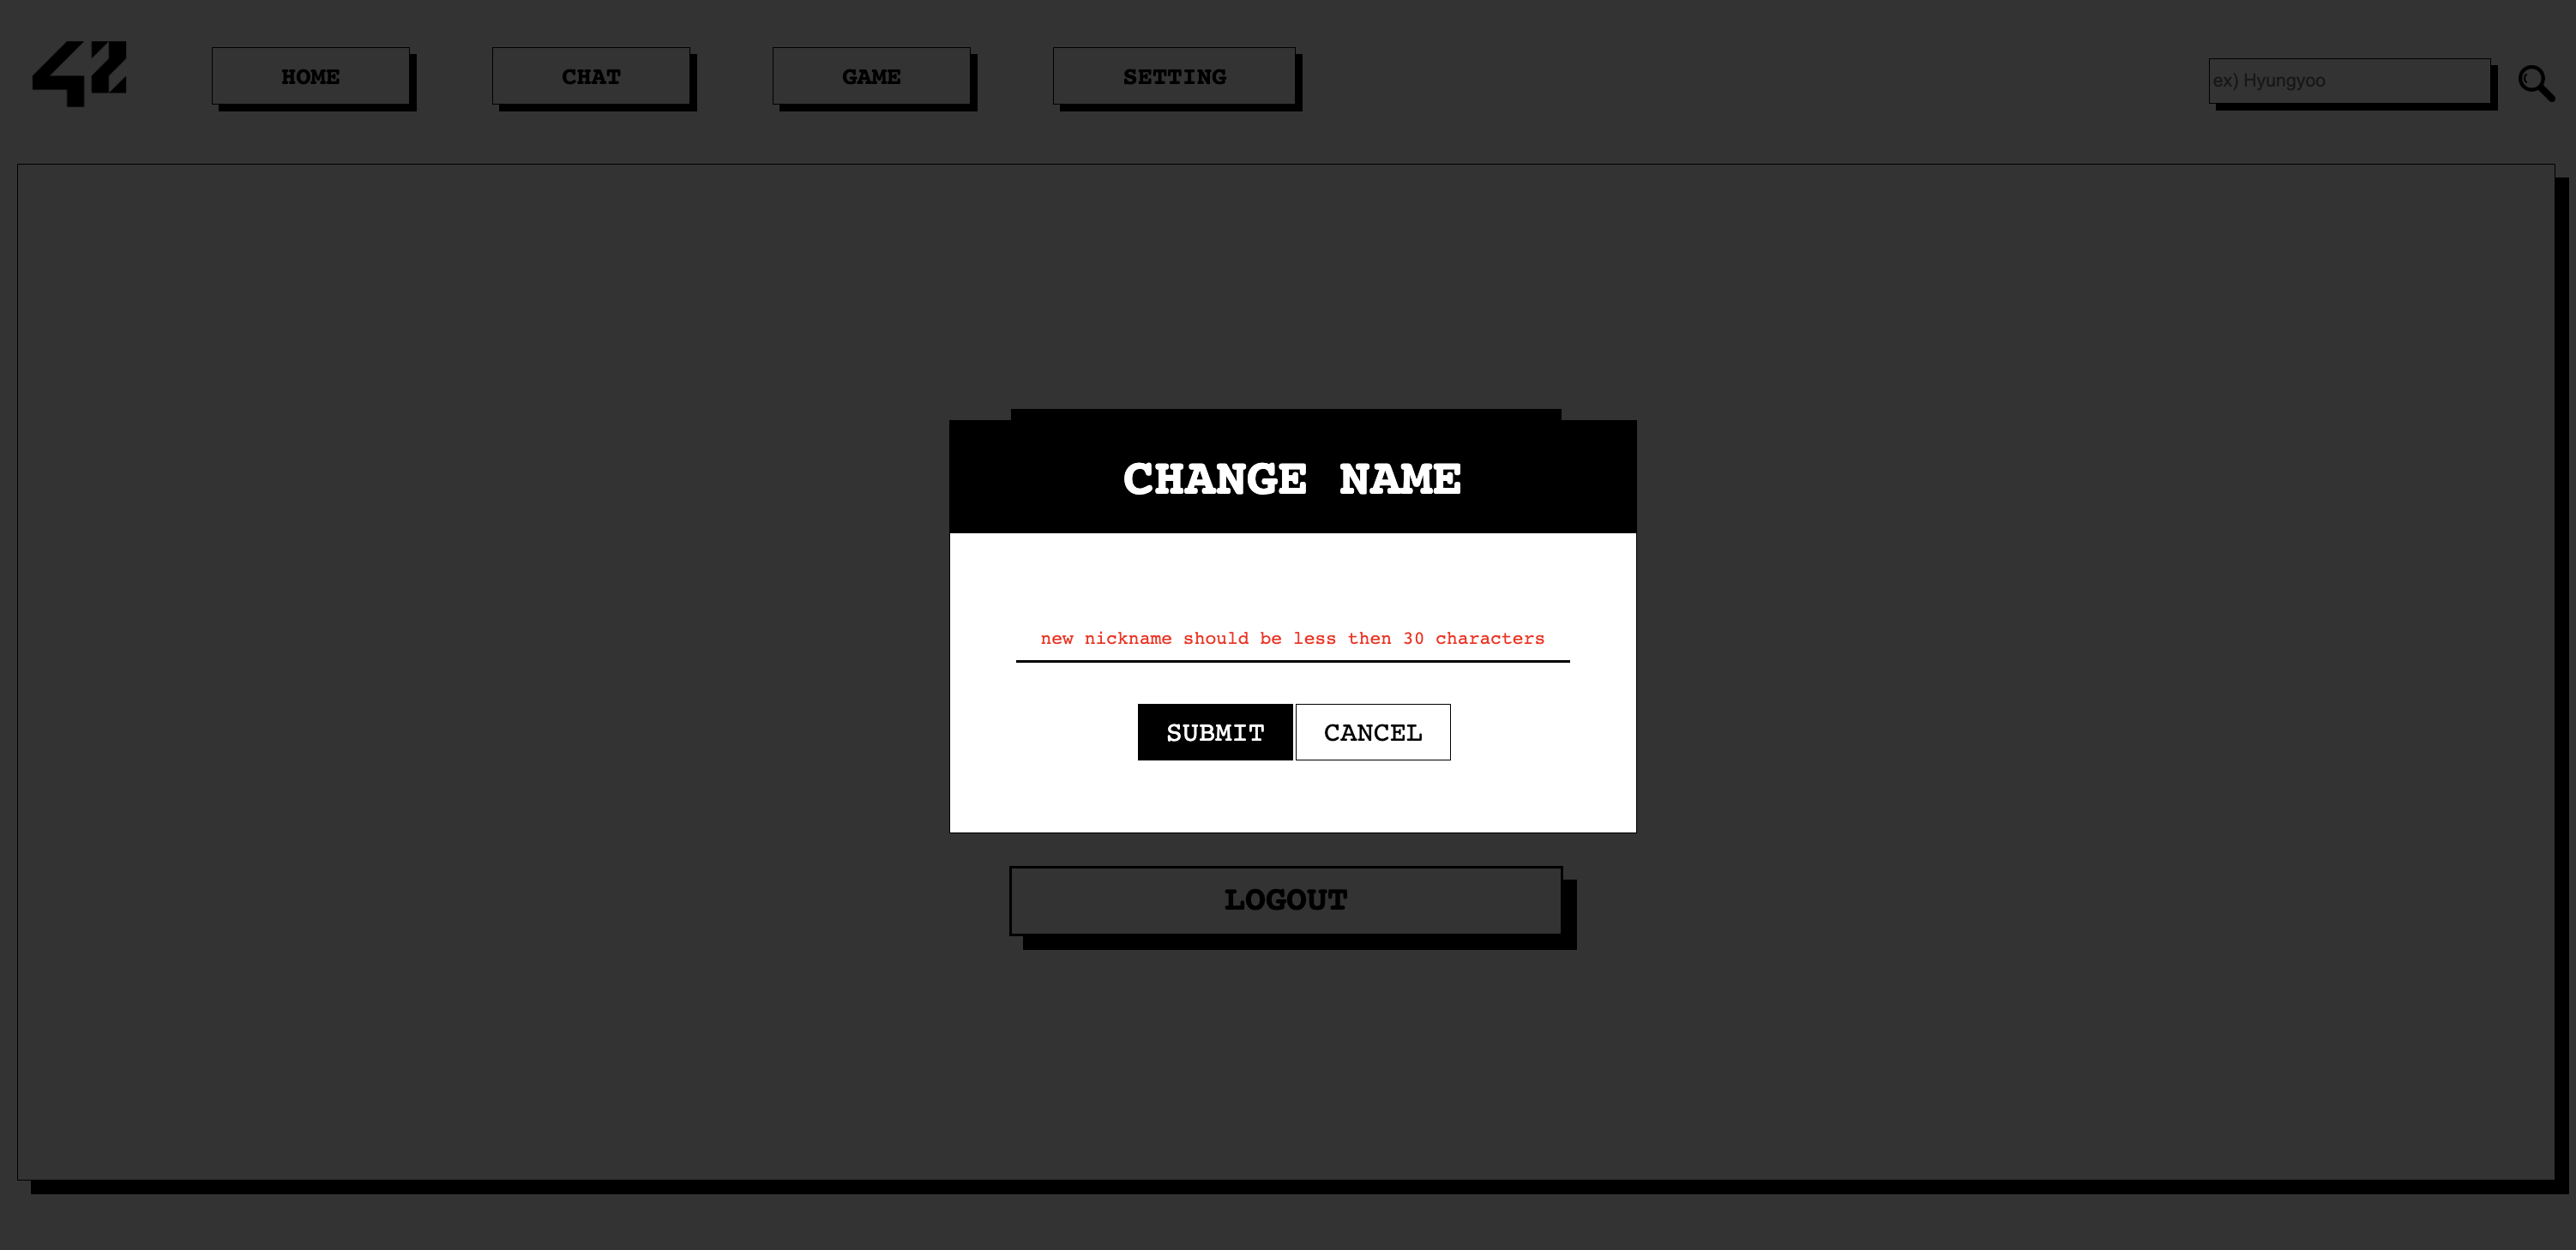 42
HOME
CHAT
GAME
SETTING
ex) Hyungyoo
CHANGE NAME
new nickname should be less then 30 characters
SUBMIT
CANCEL
LOGOUT